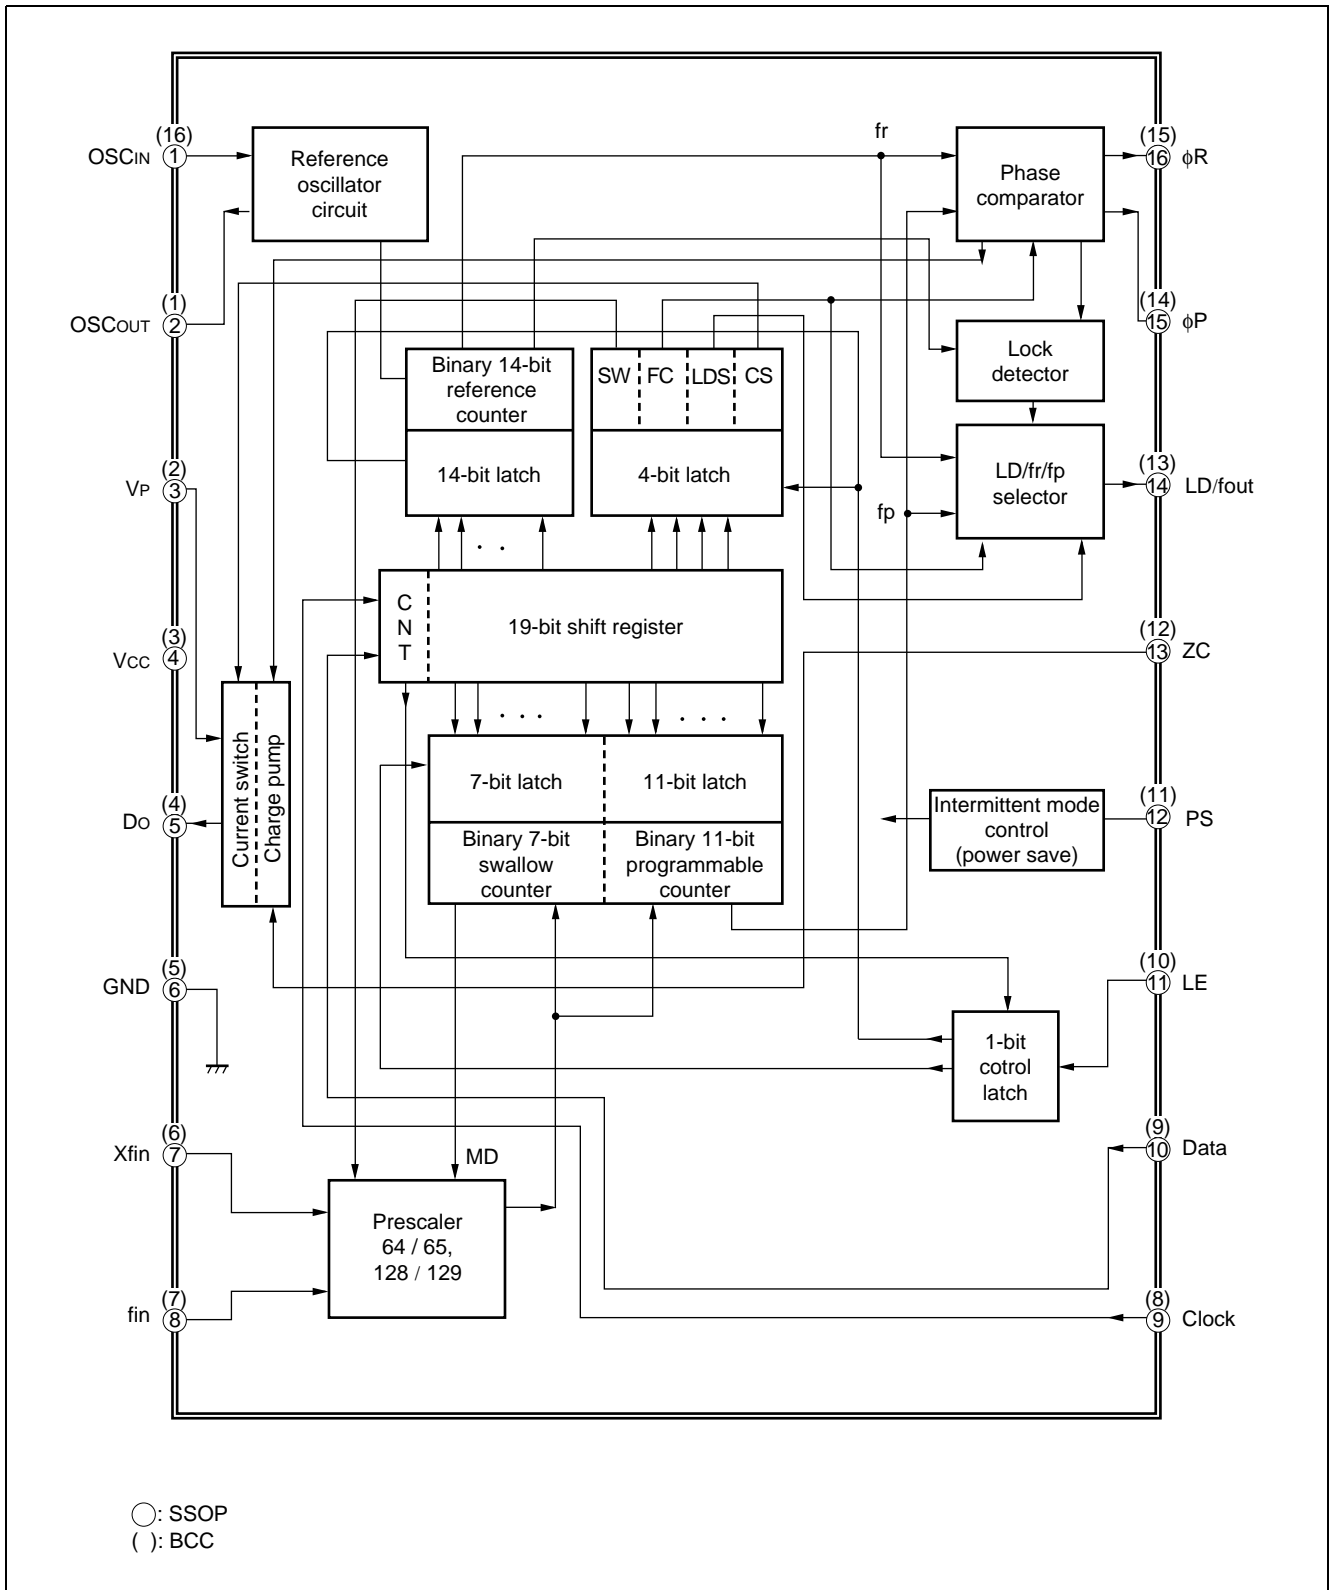 (16)
OSCIN 1
Reference
oscillator
circuit
fr
Phase
comparator
(15)
16 ϕR
(1)
OSCOUT 2
(14)
15 ϕP
Lock
detector
Binary 14-bit
reference
counter
SW FC LDS CS
14-bit latch
4-bit latch
(2)
VP 3
LD/fr/fp
selector
(13)
14 LD/fout
fp
. .
C
N
T
19-bit shift register
(3)
VCC 4
(12)
13 ZC
. . .
. . .
Current switch
Charge pump
7-bit latch
11-bit latch
(4)
DO 5
Binary 7-bit
swallow
counter
Binary 11-bit
programmable
counter
Intermittent mode
control
(power save)
(11)
12 PS
(5)
GND 6
(10)
11 LE
1-bit
cotrol
latch
(6)
Xfin 7
MD
(9)
10 Data
Prescaler
64 / 65,
128 / 129
(7)
fin 8
(8)
9 Clock
◯: SSOP
( ): BCC